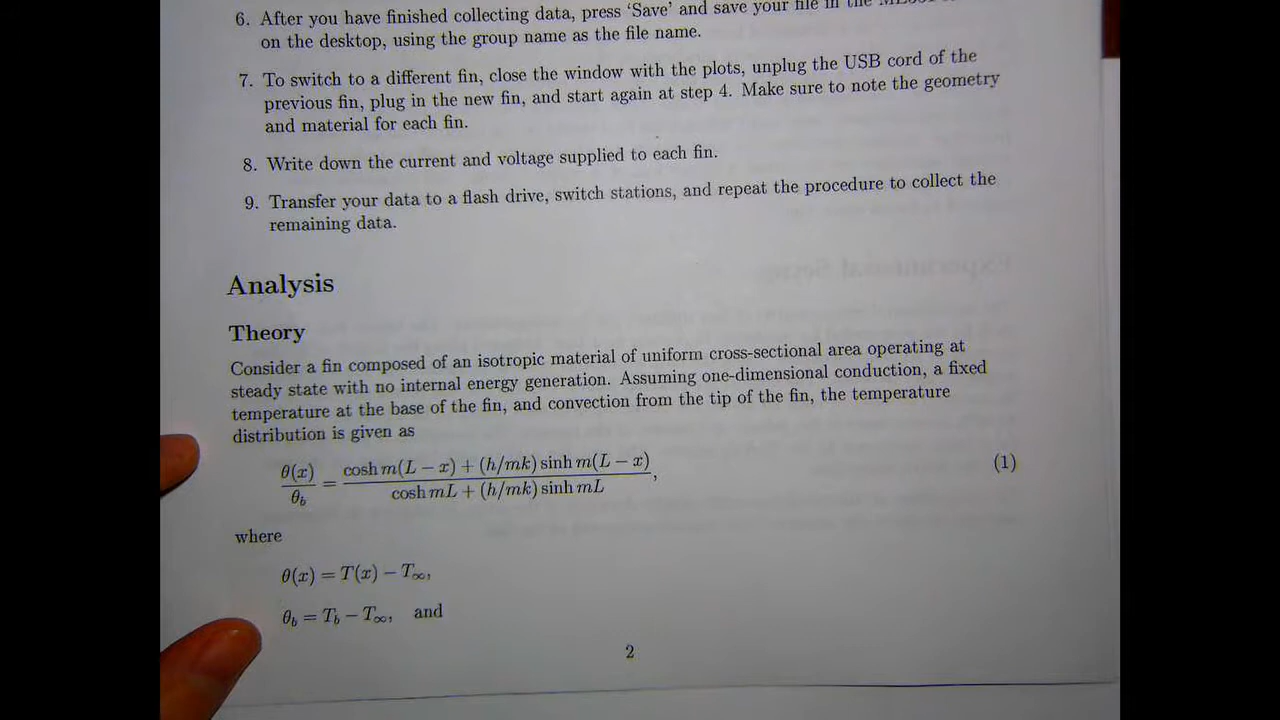 6. After you have finished collecting data, press ‘Save’ and save your file in the
on the desktop, using the group name as the file name.
7. To switch to a different fin, close the window with the plots, unplug the USB cord of the
previous fin, plug in the new fin, and start again at step 4. Make sure to note the geometry
and material for each fin.
8. Write down the current and voltage supplied to each fin.
9. Transfer your data to a flash drive, switch stations, and repeat the procedure to collect the
remaining data.
Analysis
Theory
Consider a fin composed of an isotropic material of uniform cross-sectional area operating at
steady state with no internal energy generation. Assuming one-dimensional conduction, a fixed
temperature at the base of the fin, and convection from the tip of the fin, the temperature
distribution is given as
θ(x)/θ_b = (cosh m(L − x) + (h/mk) sinh m(L − x))/(cosh mL + (h/mk) sinh mL), (1)
where
θ(x) = T(x) − T∞,
θ_b = T_b − T∞, and
2